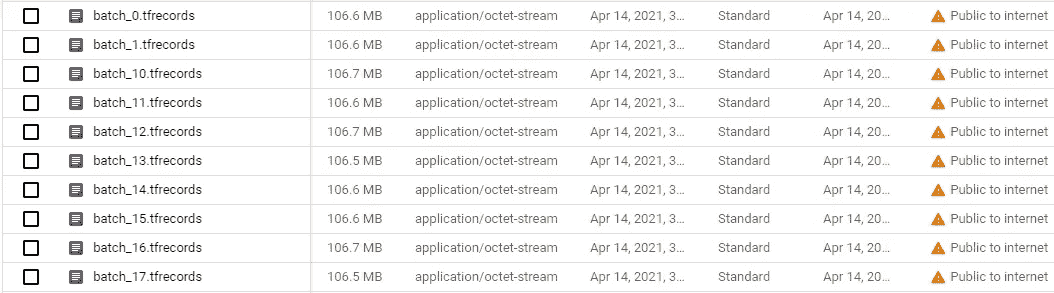 batch_0.tfrecords 106.6 MB application/octet-stream Apr 14, 2021, 3... Standard Apr 14, 20... Public to internet
batch_1.tfrecords 106.6 MB application/octet-stream Apr 14, 2021, 3... Standard Apr 14, 20... Public to internet
batch_10.tfrecords 106.7 MB application/octet-stream Apr 14, 2021, 3... Standard Apr 14, 20... Public to internet
batch_11.tfrecords 106.6 MB application/octet-stream Apr 14, 2021, 3... Standard Apr 14, 20... Public to internet
batch_12.tfrecords 106.7 MB application/octet-stream Apr 14, 2021, 3... Standard Apr 14, 20... Public to internet
batch_13.tfrecords 106.5 MB application/octet-stream Apr 14, 2021, 3... Standard Apr 14, 20... Public to internet
batch_14.tfrecords 106.6 MB application/octet-stream Apr 14, 2021, 3... Standard Apr 14, 20... Public to internet
batch_15.tfrecords 106.6 MB application/octet-stream Apr 14, 2021, 3... Standard Apr 14, 20... Public to internet
batch_16.tfrecords 106.7 MB application/octet-stream Apr 14, 2021, 3... Standard Apr 14, 20... Public to internet
batch_17.tfrecords 106.5 MB application/octet-stream Apr 14, 2021, 3... Standard Apr 14, 20... Public to internet